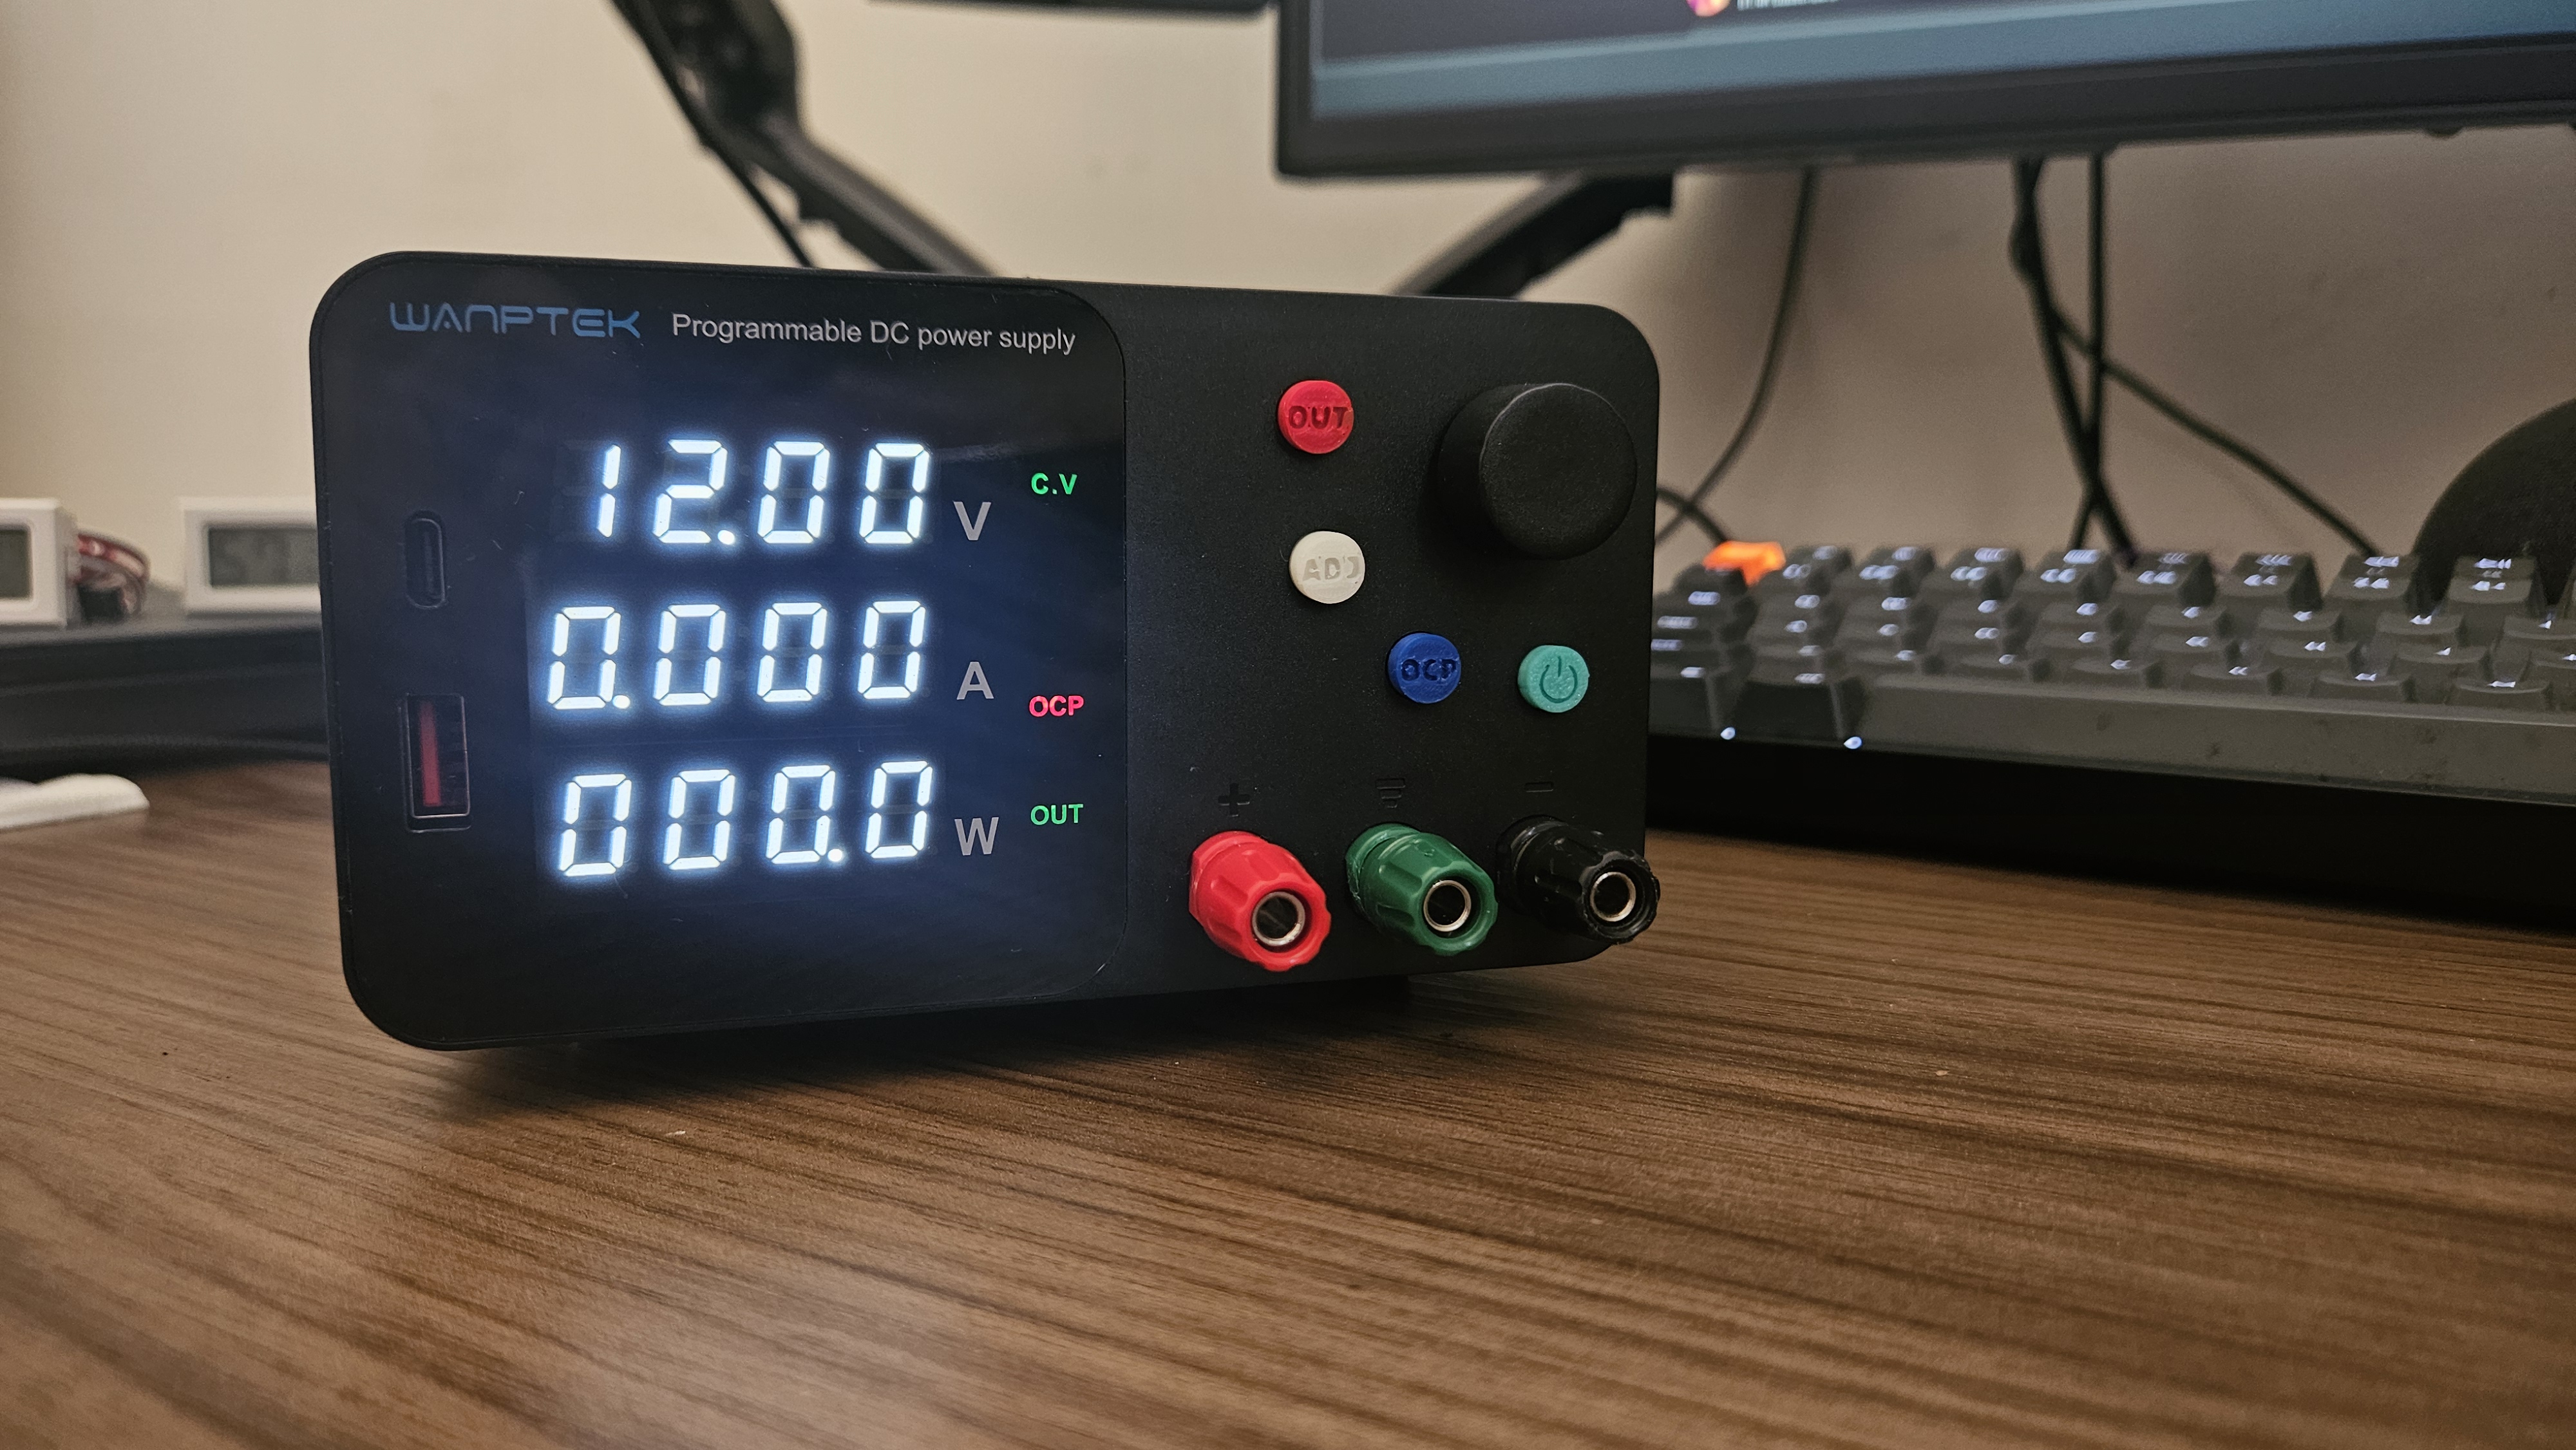 WANPTEK Programmable DC power supply
12.00 V C.V
0.000 A
OCP
000.0 W OUT
OUT
ADJ
OCP
+ -